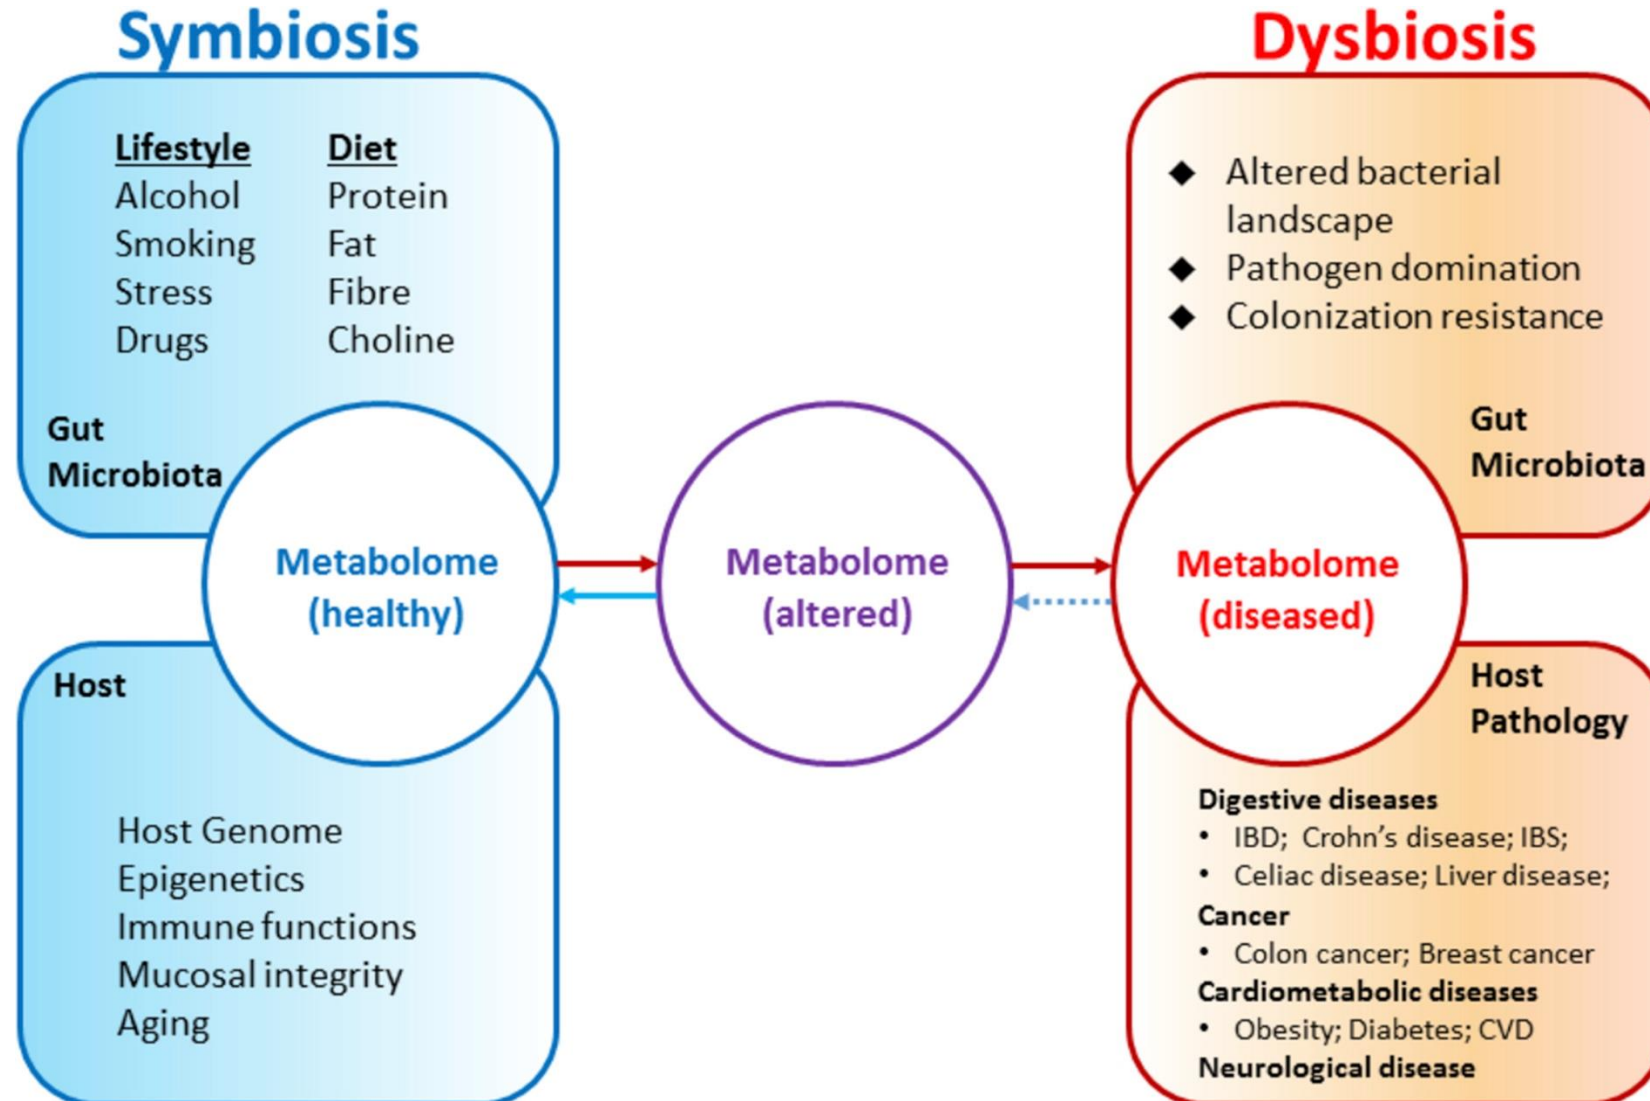 Symbiosis
Lifestyle
Alcohol
Smoking
Stress
Drugs
Diet
Protein
Fat
Fibre
Choline
Gut
Microbiota
Metabolome
(healthy)
Host
Host Genome
Epigenetics
Immune functions
Mucosal integrity
Aging
Metabolome
(altered)
Dysbiosis
◆ Altered bacterial
landscape
◆ Pathogen domination
◆ Colonization resistance
Gut
Microbiota
Metabolome
(diseased)
Host
Pathology
Digestive diseases
• IBD; Crohn’s disease; IBS;
• Celiac disease; Liver disease;
Cancer
• Colon cancer; Breast cancer
Cardiometabolic diseases
• Obesity; Diabetes; CVD
Neurological disease